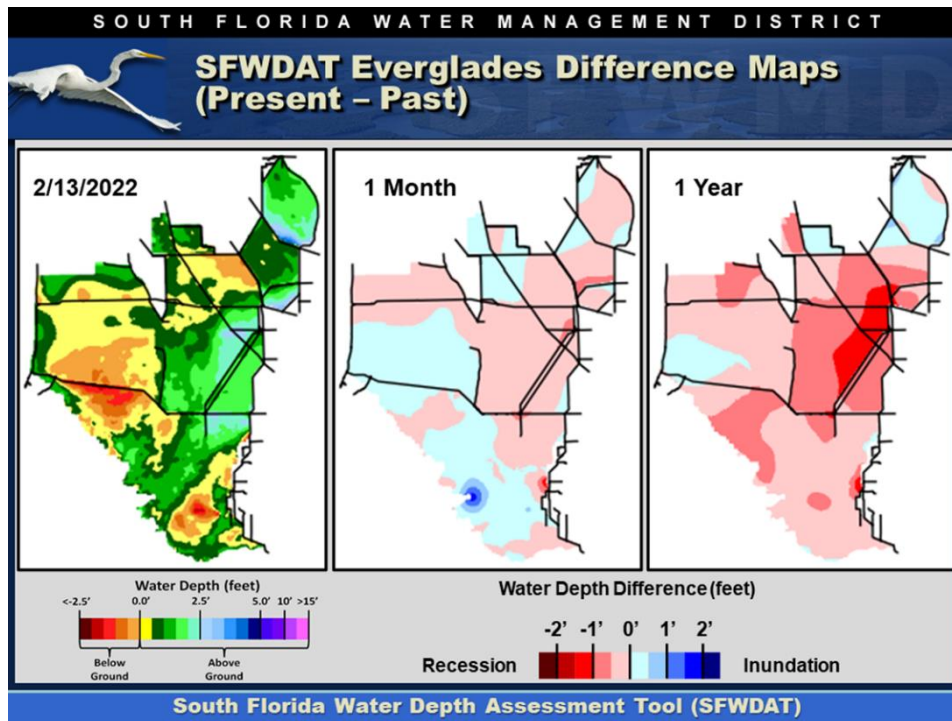 SOUTH FLORIDA WATER MANAGEMENT DISTRICT
SFWDAT Everglades Difference Maps
(Present – Past)
SFWMD
2/13/2022
1 Month
1 Year
Water Depth (feet)
<-2.5' 0.0' 2.5' 5.0' 10' >15'
Below
Ground
Above
Ground
Water Depth Difference (feet)
-2' -1' 0' 1' 2'
Recession
Inundation
South Florida Water Depth Assessment Tool (SFWDAT)